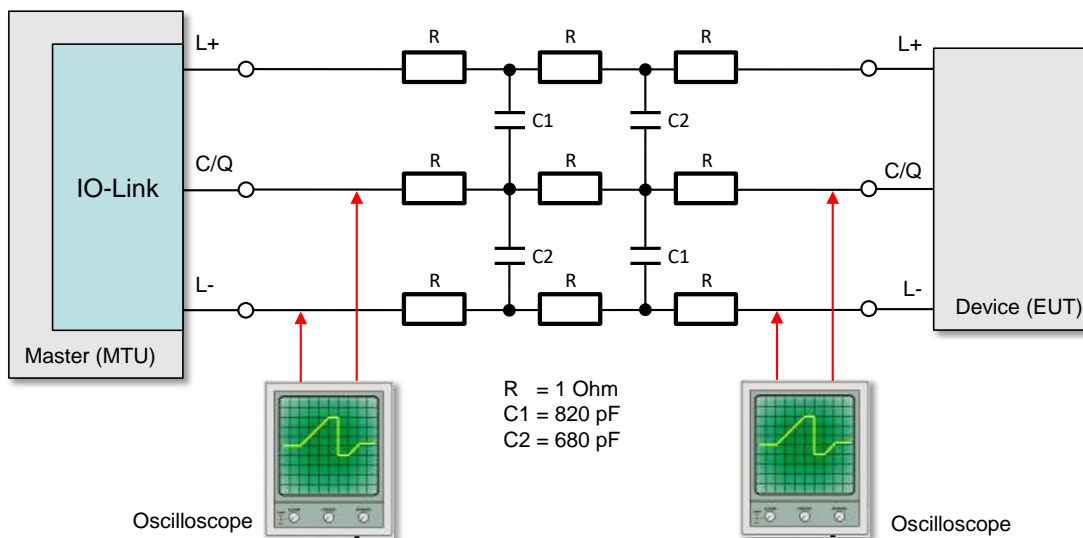 L+
R
R
R
L+
C1
C2
C/Q
R
R
R
C/Q
IO-Link
C2
C1
L-
R
R
R
L-
Device (EUT)
Master (MTU)
R = 1 Ohm
C1 = 820 pF
C2 = 680 pF
Oscilloscope
Oscilloscope